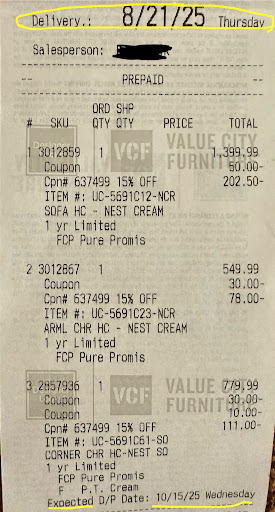 Delivery.: 8/21/25 Thursday
Salesperson:
PREPAID
ORD SHP
# SKU QTY QTY PRICE TOTAL
VCF VALUE CITY FURNITURE
1 3012859 1 1,399.99
Coupon 50.00-
Cpn# 637499 15% OFF 202.50-
ITEM #: UC-5691C12-NCR
SOFA HC - NEST CREAM
1 yr Limited
FCP Pure Promis
2 3012867 1 549.99
Coupon 30.00-
Cpn# 637499 15% OFF 78.00-
ITEM #: UC-5691C23-NCR
ARML CHR HC - NEST CREAM
1 yr Limited
FCP Pure Promis
VCF VALUE CITY FURNIT
3 2857936 1 779.99
Coupon 30.00-
Coupon 10.00-
Cpn# 637499 15% OFF 111.00-
ITEM #: UC-5691C61-SO
CORNER CHR HC-NEST SO
1 yr Limited
FCP Pure Promis
F P.T. Cream
Expected D/P Date: 10/15/25 Wednesday